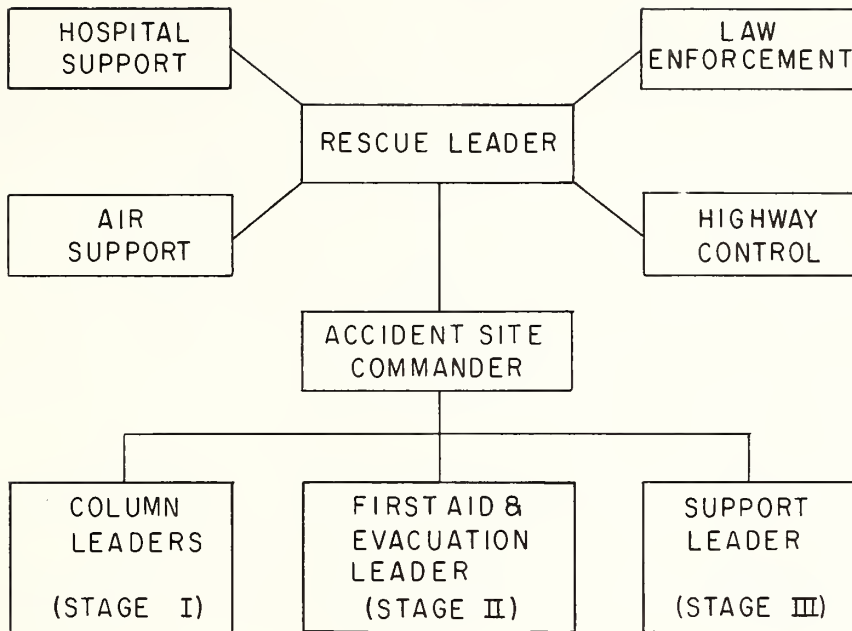 HOSPITAL
SUPPORT
LAW
ENFORCEMENT
RESCUE LEADER
AIR
SUPPORT
HIGHWAY
CONTROL
ACCIDENT SITE
COMMANDER
COLUMN
LEADERS
(STAGE I)
FIRST AID &
EVACUATION
LEADER
(STAGE II)
SUPPORT
LEADER
(STAGE III)